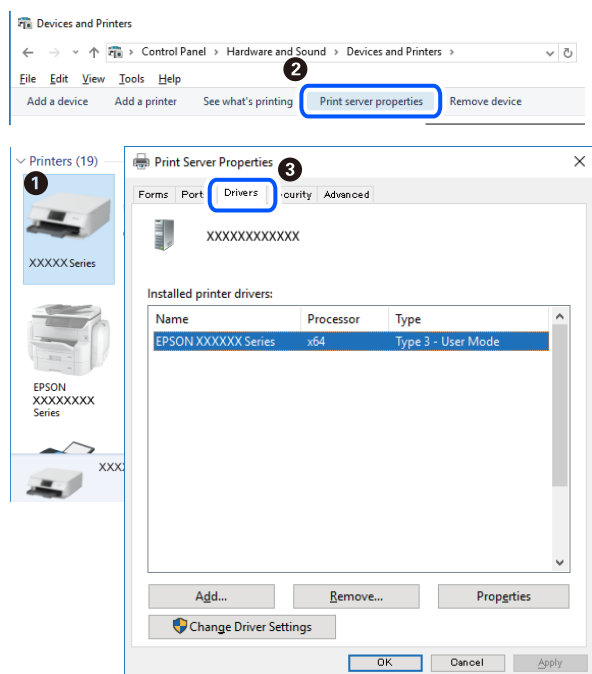 Devices and Printers
Control Panel > Hardware and Sound > Devices and Printers >
2
File Edit View Tools Help
Add a device Add a printer See what's printing Print server properties Remove device
Printers (19)
1
XXXXX Series
EPSON
XXXXXXXX
Series
XXX
Print Server Properties
3
Forms Port Drivers curity Advanced
XXXXXXXXXXXX
Installed printer drivers:
Name Processor Type
EPSON XXXXXX Series x64 Type 3 - User Mode
Add... Remove... Properties
Change Driver Settings
OK Cancel Apply